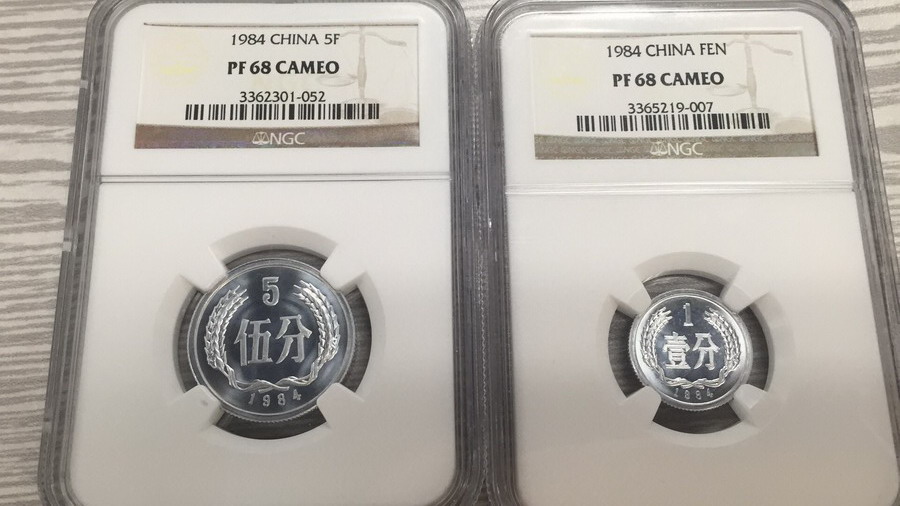 1984 CHINA 5F
PF 68 CAMEO
3362301-052
NGC
5
伍分
1984
1984 CHINA FEN
PF 68 CAMEO
3365219-007
NGC
1
壹分
1984